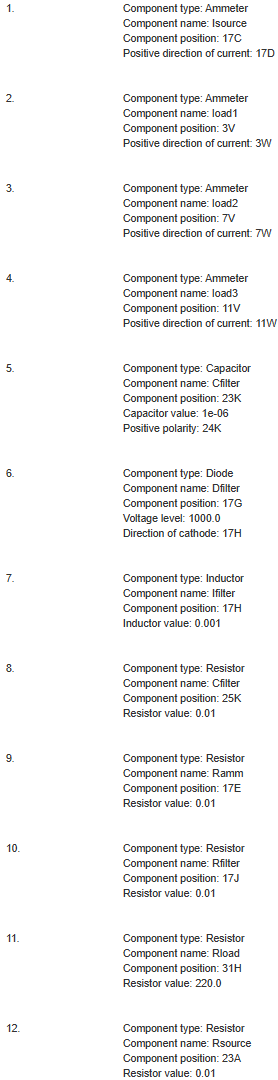 1. Component type: Ammeter
Component name: Isource
Component position: 17C
Positive direction of current: 17D
2. Component type: Ammeter
Component name: load1
Component position: 3V
Positive direction of current: 3W
3. Component type: Ammeter
Component name: load2
Component position: 7V
Positive direction of current: 7W
4. Component type: Ammeter
Component name: load3
Component position: 11V
Positive direction of current: 11W
5. Component type: Capacitor
Component name: Cfilter
Component position: 23K
Capacitor value: 1e-06
Positive polarity: 24K
6. Component type: Diode
Component name: Dfilter
Component position: 17G
Voltage level: 1000.0
Direction of cathode: 17H
7. Component type: Inductor
Component name: lfilter
Component position: 17H
Inductor value: 0.001
8. Component type: Resistor
Component name: Cfilter
Component position: 25K
Resistor value: 0.01
9. Component type: Resistor
Component name: Ramm
Component position: 17E
Resistor value: 0.01
10. Component type: Resistor
Component name: Rfilter
Component position: 17J
Resistor value: 0.01
11. Component type: Resistor
Component name: Rload
Component position: 31H
Resistor value: 220.0
12. Component type: Resistor
Component name: Rsource
Component position: 23A
Resistor value: 0.01